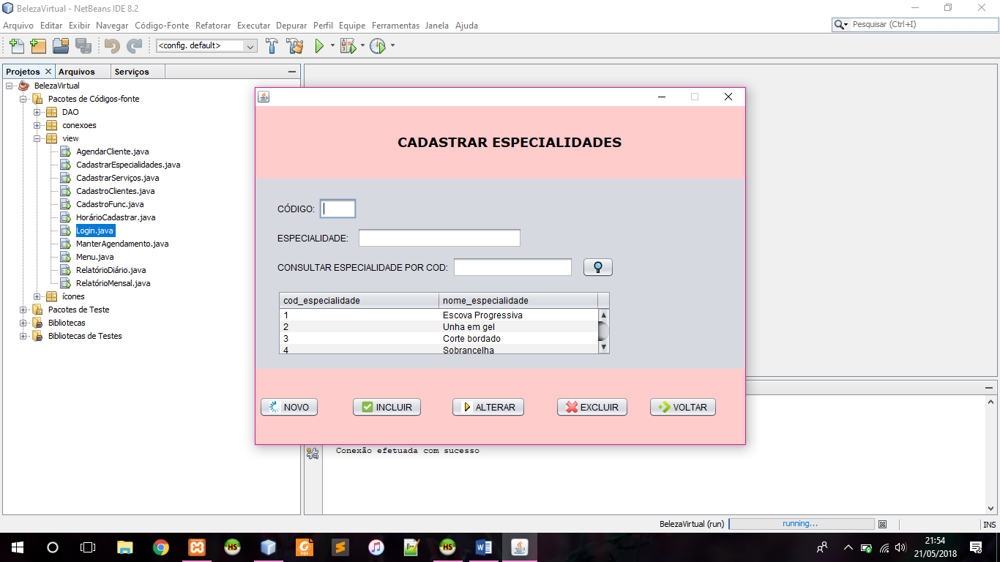 BelezaVirtual - NetBeans IDE 8.2
Arquivo Editar Exibir Navegar Código-Fonte Refatorar Executar Depurar Perfil Equipe Ferramentas Janela Ajuda
Pesquisar (Ctrl+I)
<config. default>
Projetos Arquivos Serviços
BelezaVirtual
Pacotes de Códigos-fonte
DAO
conexoes
view
AgendarCliente.java
CadastrarEspecialidades.java
CadastrarServiços.java
CadastroClientes.java
CadastroFunc.java
HorárioCadastrar.java
Login.java
ManterAgendamento.java
Menu.java
RelatórioDiário.java
RelatórioMensal.java
ícones
Pacotes de Teste
Bibliotecas
Bibliotecas de Testes
CADASTRAR ESPECIALIDADES
CÓDIGO:
ESPECIALIDADE:
CONSULTAR ESPECIALIDADE POR COD:
cod_especialidade nome_especialidade
1 Escova Progressiva
2 Unha em gel
3 Corte bordado
4 Sobrancelha
NOVO INCLUIR ALTERAR EXCLUIR VOLTAR
Conexão efetuada com sucesso
BelezaVirtual (run) running... INS
HS HS
21:54
21/05/2018